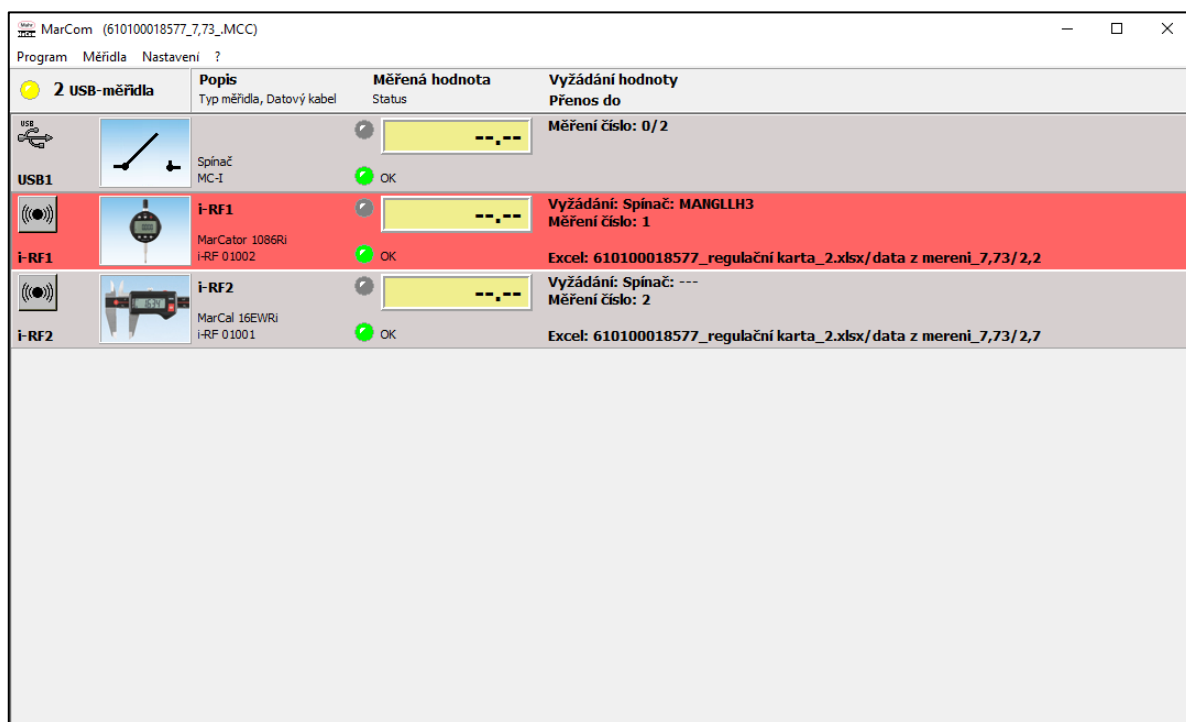 MarCom (610100018577_7,73_.MCC)
Program Měřidla Nastavení ?
2 USB-měřidla
Popis
Typ měřidla, Datový kabel
Měřená hodnota
Status
Vyžádání hodnoty
Přenos do
USB
USB1
Spínač
MC-I
--.--
OK
Měření číslo: 0/2
i-RF1
i-RF1
MarCator 1086Ri
i-RF 01002
--.--
OK
Vyžádání: Spínač: MANGLLH3
Měření číslo: 1
Excel: 610100018577_regulační karta_2.xlsx/data z mereni_7,73/2,2
i-RF2
i-RF2
MarCal 16EWRi
i-RF 01001
--.--
OK
Vyžádání: Spínač: ---
Měření číslo: 2
Excel: 610100018577_regulační karta_2.xlsx/data z mereni_7,73/2,7